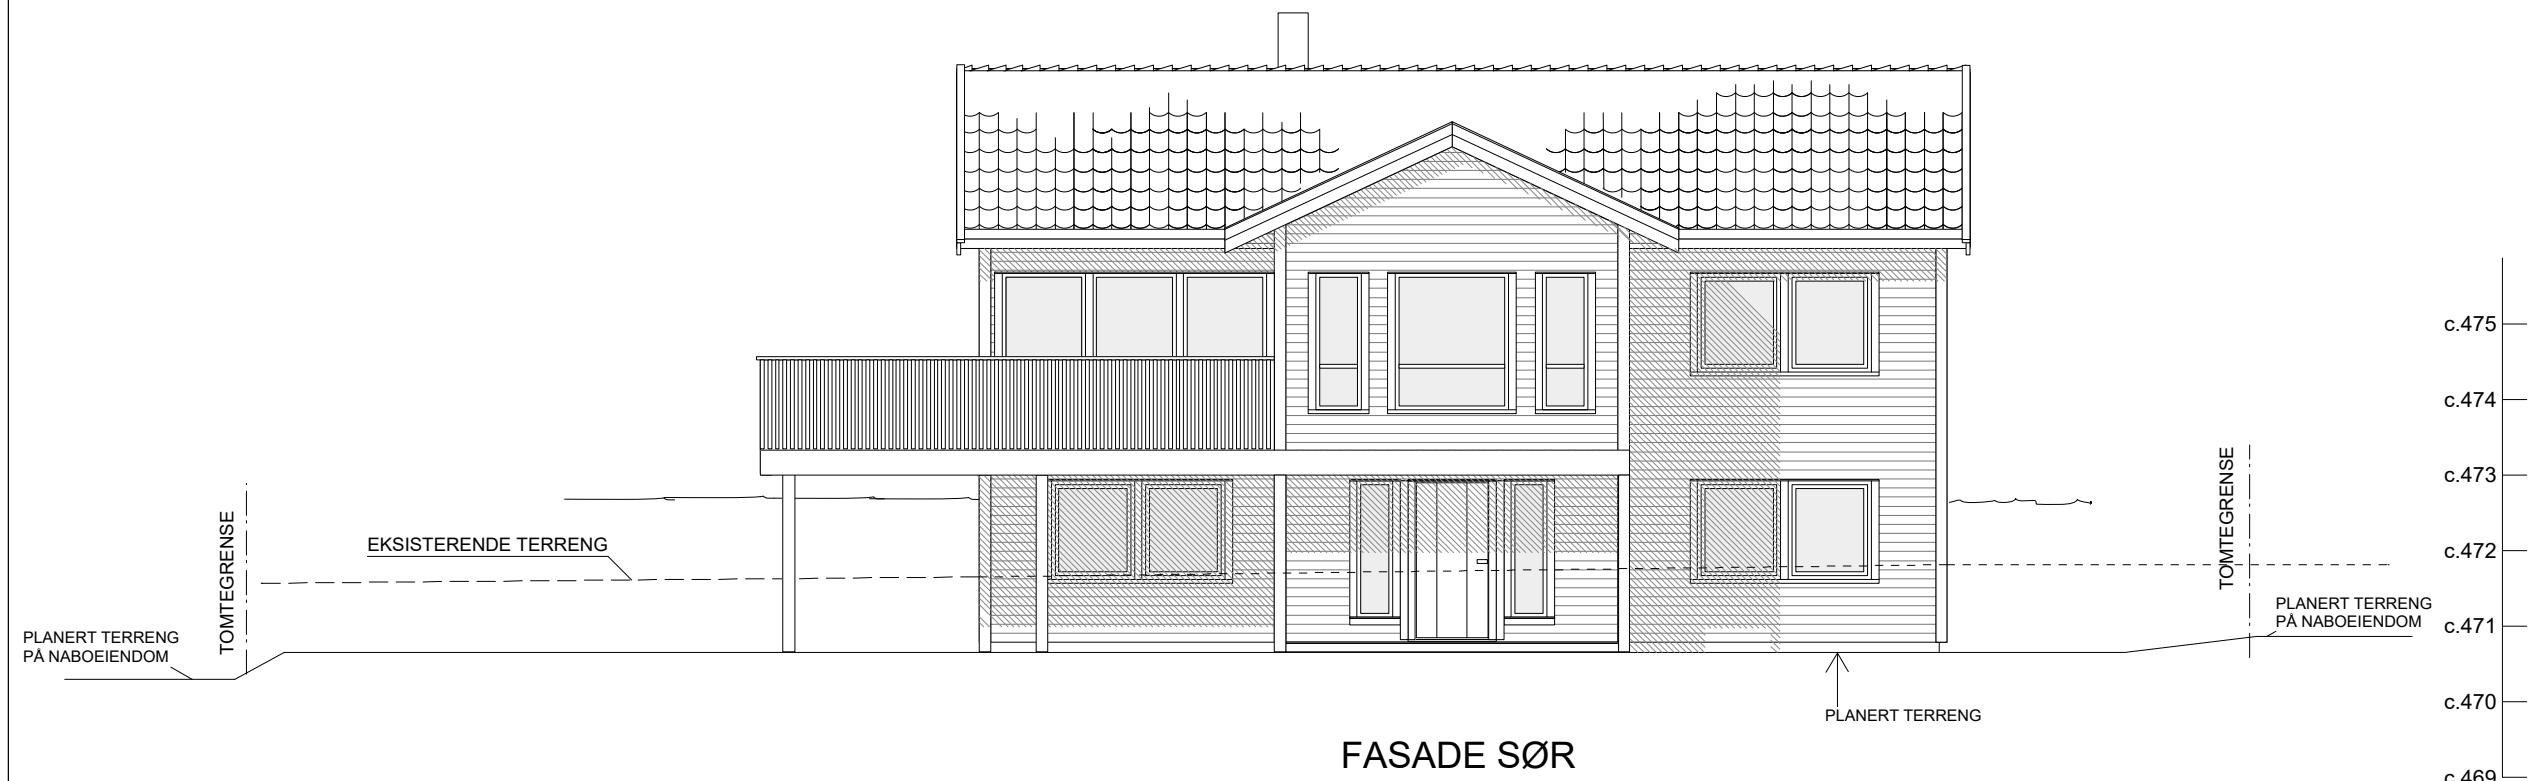 c.475
c.474
c.473
TOMTEGRENSE
TOMTEGRENSE
EKSISTERENDE TERRENG
c.472
PLANERT TERRENG
PÅ NABOEIENDOM
PLANERT TERRENG
PÅ NABOEIENDOM
c.471
c.470
PLANERT TERRENG
FASADE SØR
c.469